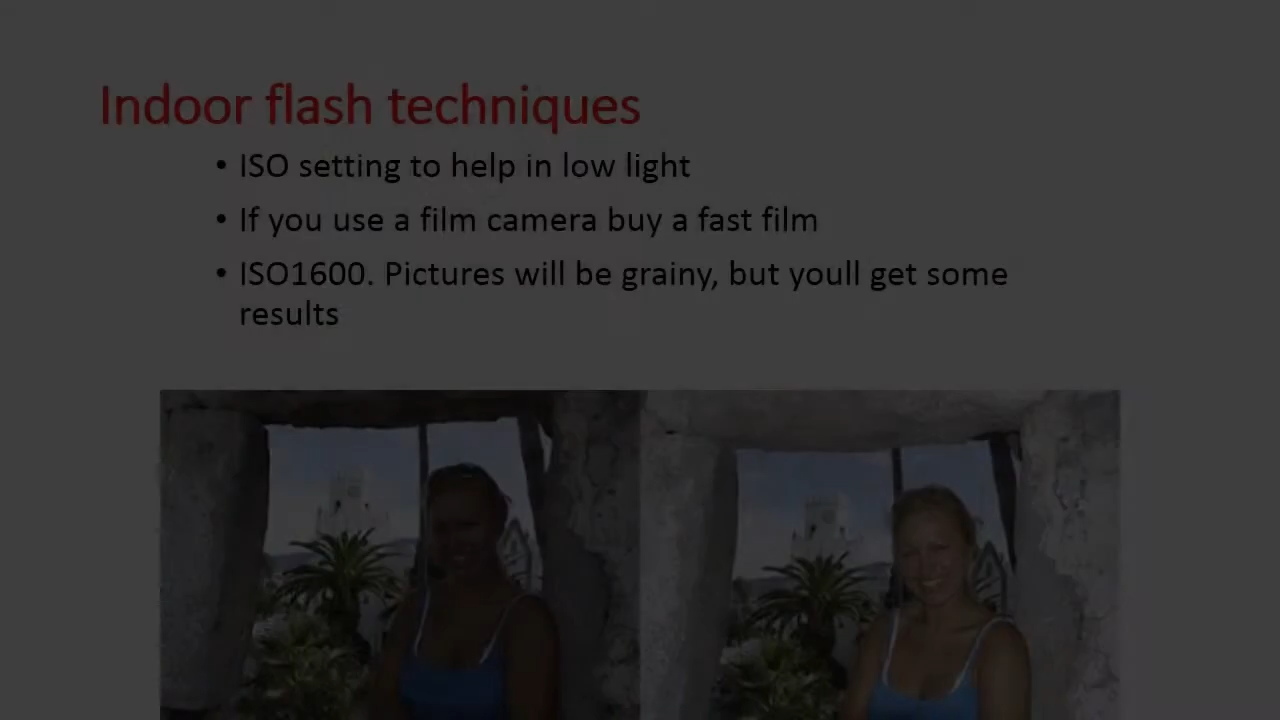 Indoor flash techniques
• ISO setting to help in low light
• If you use a film camera buy a fast film
• ISO1600. Pictures will be grainy, but youll get some
results